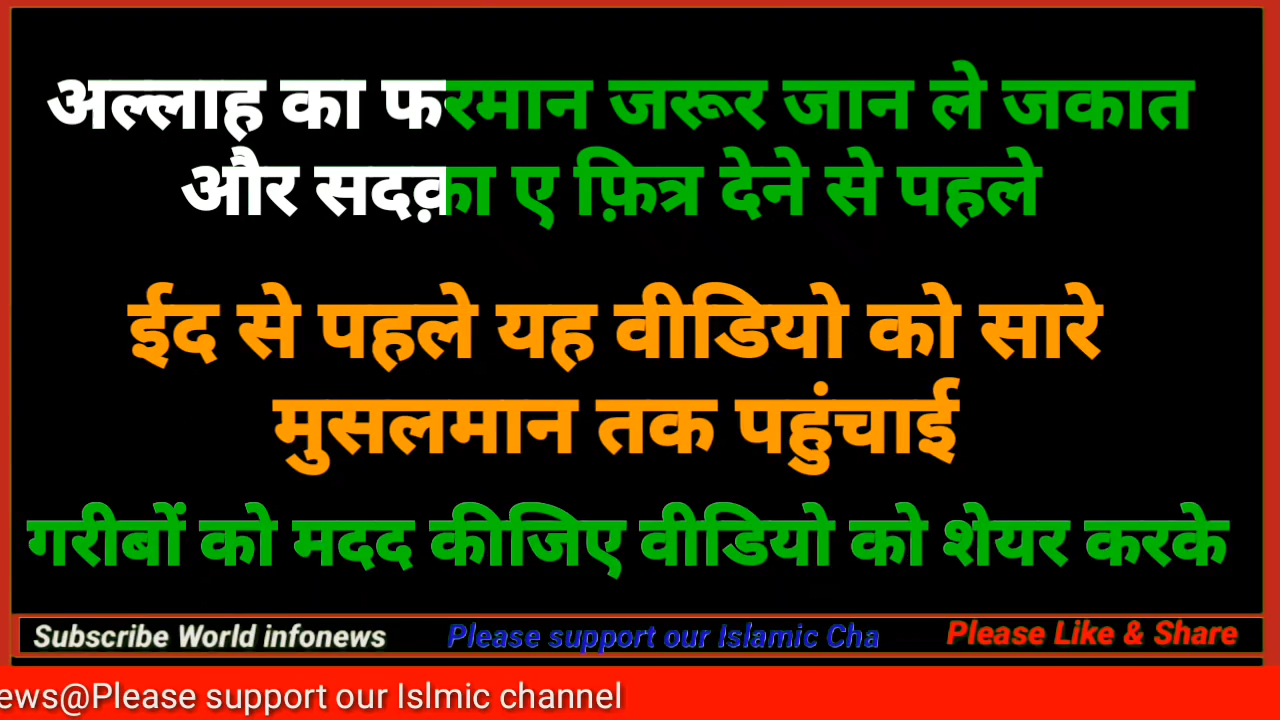 अल्लाह का फरमान जरूर जान ले जकात
और सदक़ा ए फ़ित्र देने से पहले
ईद से पहले यह वीडियो को सारे
मुसलमान तक पहुंचाई
गरीबों को मदद कीजिए वीडियो को शेयर करके
Subscribe World infonews Please support our Islamic Cha Please Like & Share
ews@Please support our Islmic channel